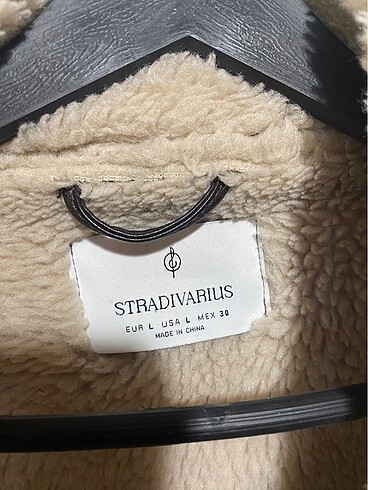 STRADIVARIUS
EUR L USA L MEX 30
MADE IN CHINA